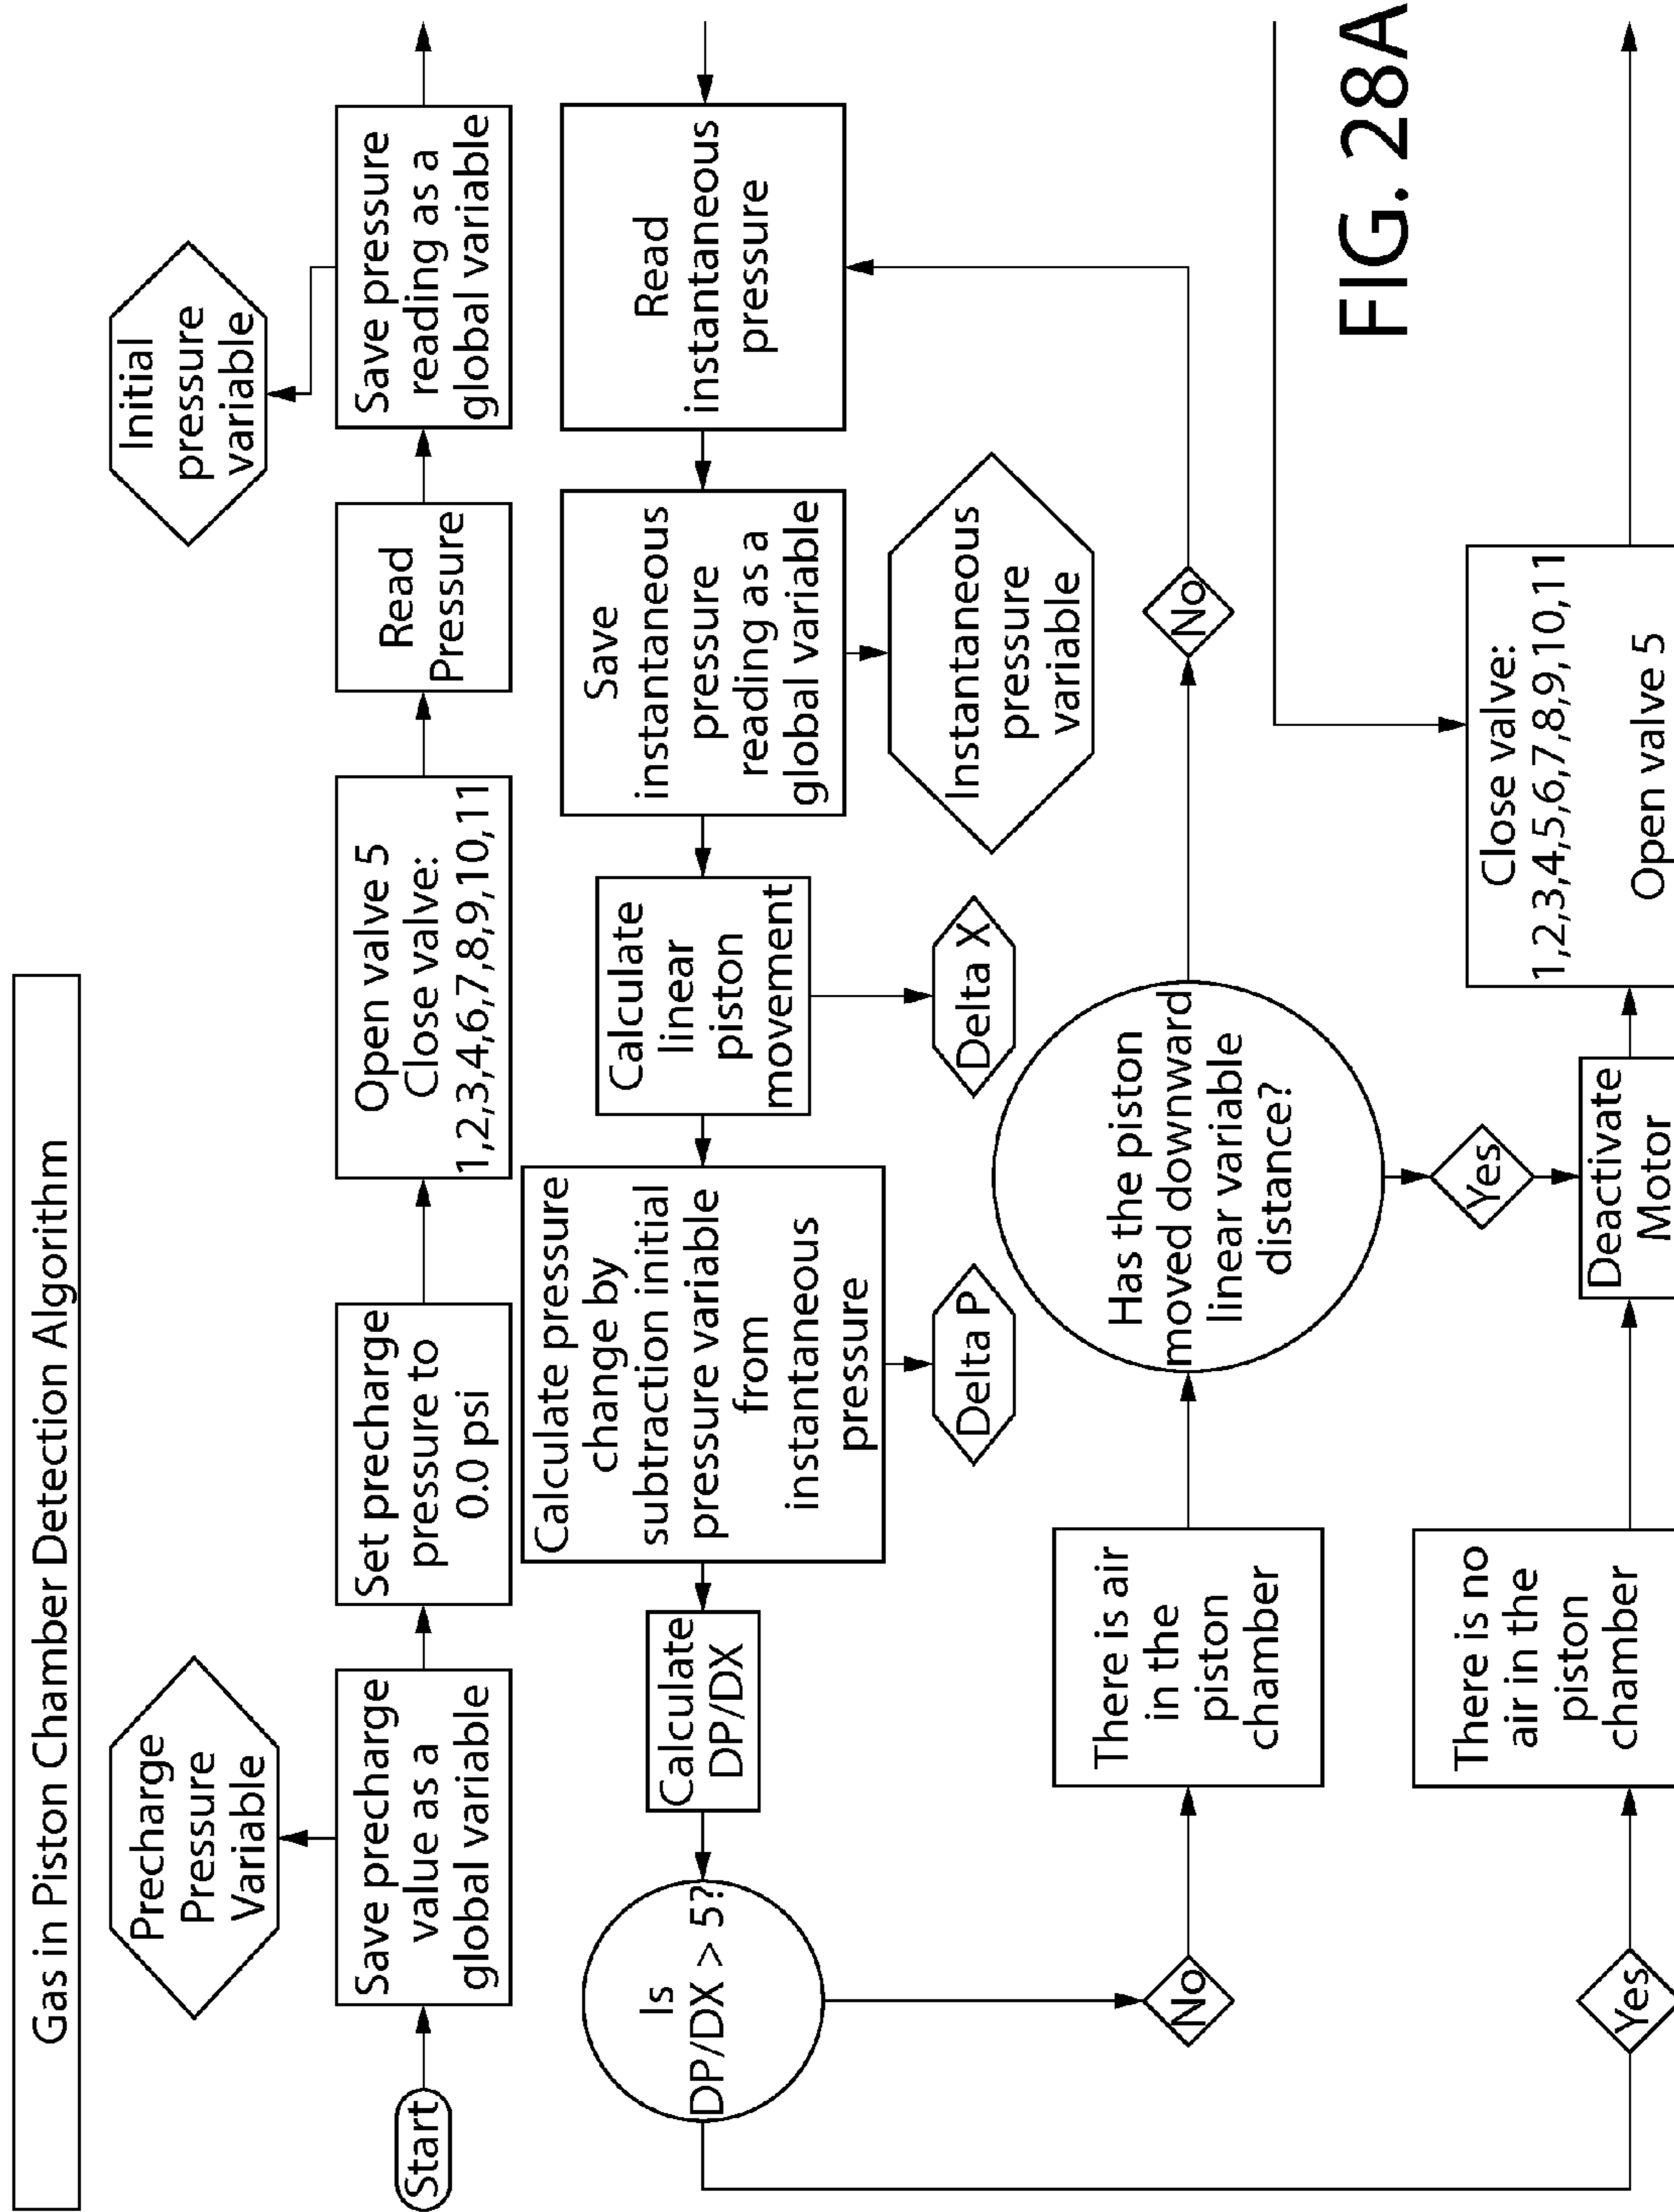 Gas in Piston Chamber Detection Algorithm
Precharge
Pressure
Variable
Initial
pressure
variable
Start
Save precharge
value as a
global variable
Set precharge
pressure to
0.0 psi
Open valve 5
Close valve:
1,2,3,4,6,7,8,9,10,11
Read
Pressure
Save pressure
reading as a
global variable
Is
DP/DX > 5?
Calculate
DP/DX
Calculate pressure
change by
subtraction initial
pressure variable
from
instantaneous
pressure
Calculate
linear
piston
movement
Save
instantaneous
pressure
reading as a
global variable
Read
instantaneous
pressure
Delta P
Delta X
Instantaneous
pressure
variable
No
There is air
in the
piston
chamber
Has the piston
moved downward
linear variable
distance?
No
Yes
Yes
There is no
air in the
piston
chamber
Deactivate
Motor
Close valve:
1,2,3,4,5,6,7,8,9,10,11
Open valve 5
FIG. 28A